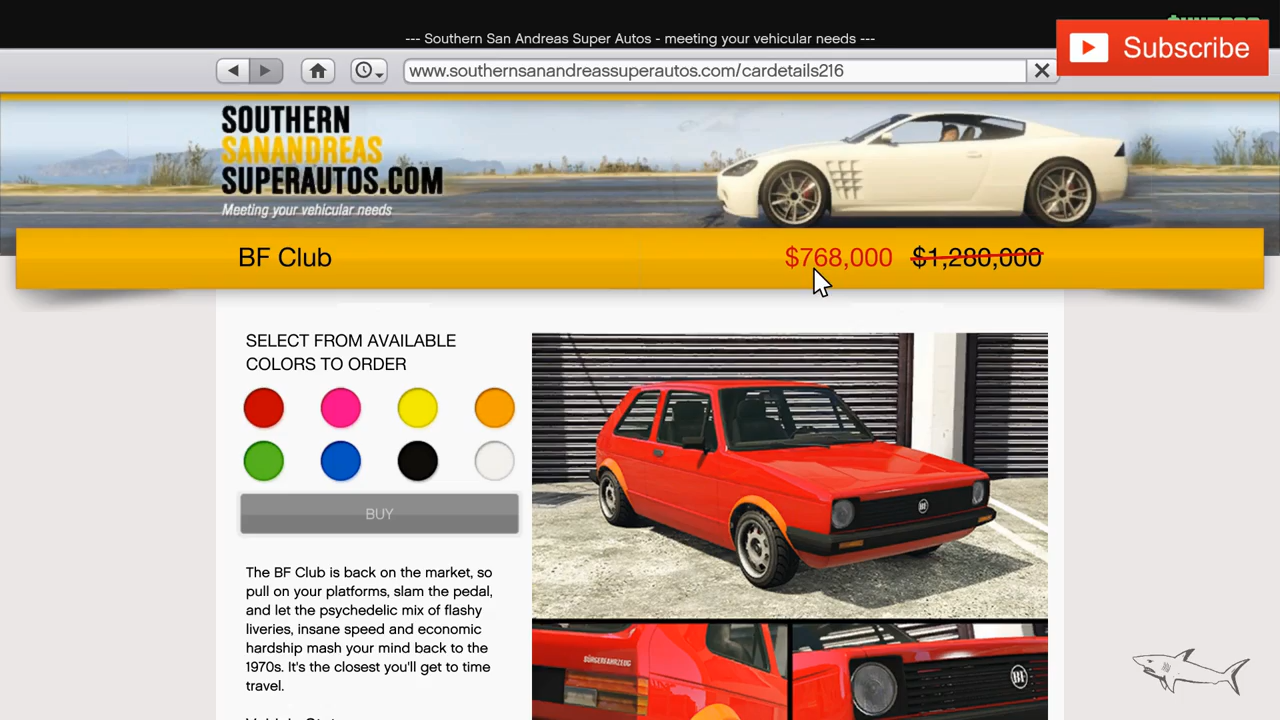 --- Southern San Andreas Super Autos - meeting your vehicular needs ---
Subscribe
www.southernsanandreassuperautos.com/cardetails216
SOUTHERN
SANANDREAS
SUPERAUTOS.COM
Meeting your vehicular needs
BF Club
$768,000 $1,280,000
SELECT FROM AVAILABLE
COLORS TO ORDER
BUY
The BF Club is back on the market, so
pull on your platforms, slam the pedal,
and let the psychedelic mix of flashy
liveries, insane speed and economic
hardship mash your mind back to the
1970s. It's the closest you'll get to time
travel.
BÜRGERFAHRZEUG
BF